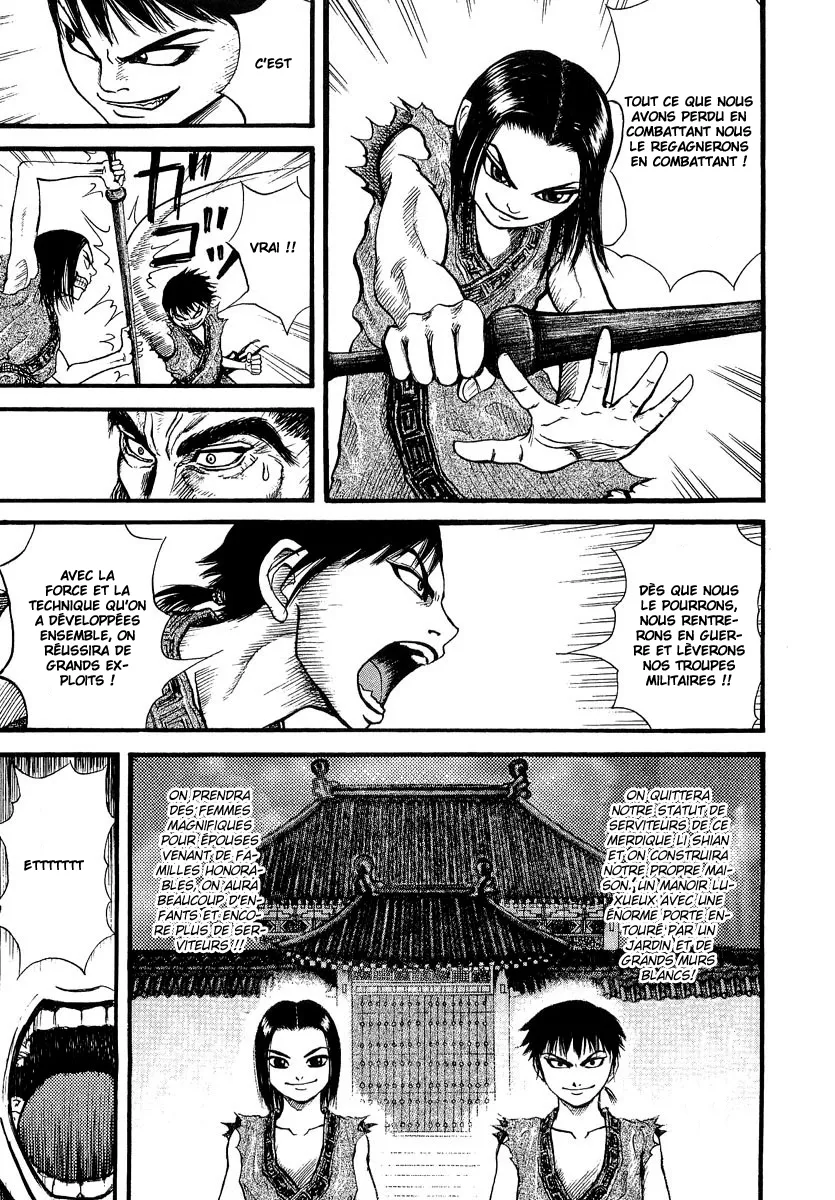 TOUT CE QUE NOUS
AVONS PERDU EN
COMBATTANT NOUS
LE REGAGNERONS
EN COMBATTANT !
C'EST
VRAI !!
ガコッ
DÈS QUE NOUS
LE POURRONS,
NOUS RENTRE-
RONS EN GUER-
RE ET LÈVERONS
NOS TROUPES
MILITAIRES !!
AVEC LA
FORCE ET LA
TECHNIQUE QU'ON
A DÉVELOPPÉES
ENSEMBLE, ON
RÉUSSIRA DE
GRANDS EX-
PLOITS !
ON QUITTERA
NOTRE STATUT DE
SERVITEURS DE CE
MERDIQUE LI SHIAN
ET ON CONSTRUIRA
NOTRE PROPRE MAI-
SON. UN MANOIR LU-
XUEUX AVEC UNE
ÉNORME PORTE EN-
TOURÉ PAR UN
JARDIN ET DE
GRANDS MURS
BLANCS!
ON PRENDRA
DES FEMMES
MAGNIFIQUES
POUR ÉPOUSES
VENANT DE FA-
MILLES HONORA-
BLES, ON AURA
BEAUCOUP D'EN-
FANTS ET ENCO-
RE PLUS DE SER-
VITEURS !!
ETTTTTTT